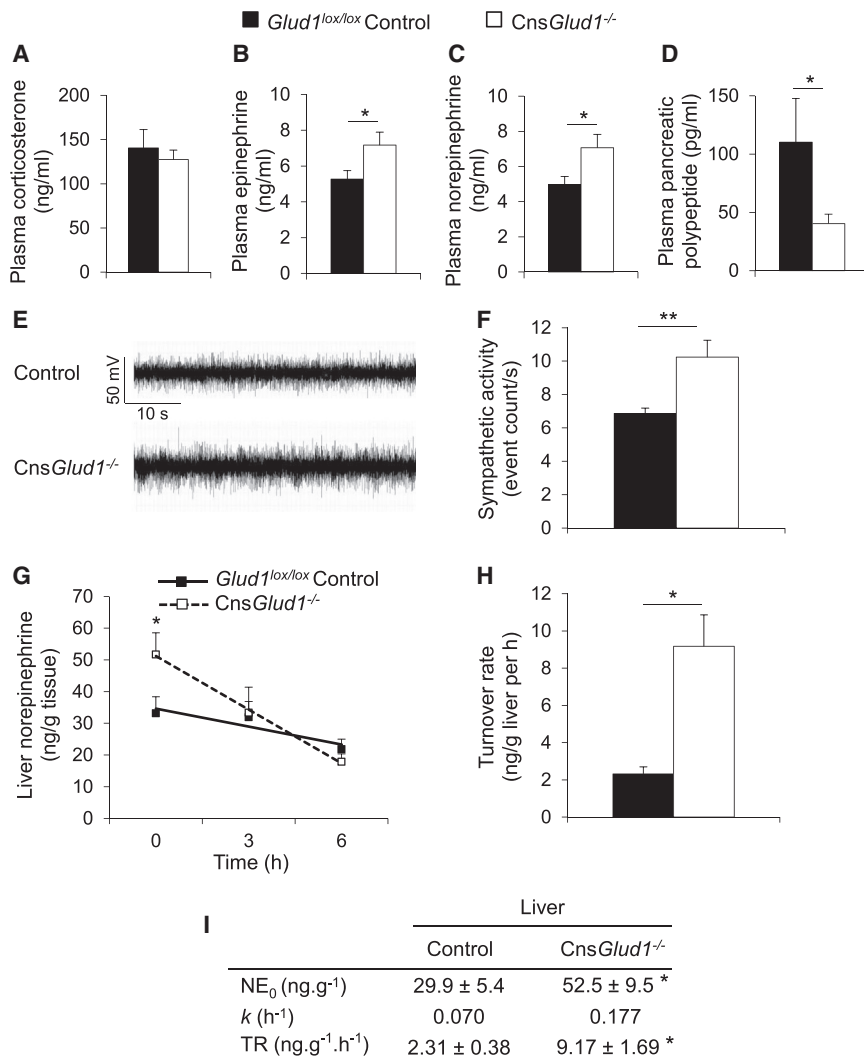 Glud1lox/lox Control CnsGlud1-/-
A
Plasma corticosterone
(ng/ml)
200
150
100
50
0
B
Plasma epinephrine
(ng/ml)
10
8
6
4
2
0
*
C
Plasma norepinephrine
(ng/ml)
10
8
6
4
2
0
*
D
Plasma pancreatic
polypeptide (pg/ml)
150
100
50
0
*
E
Control
50 mV
10 s
CnsGlud1-/-
F
Sympathetic activity
(event count/s)
12
10
8
6
4
2
0
**
G
Glud1lox/lox Control
CnsGlud1-/-
Liver norepinephrine
(ng/g tissue)
70
60
50
40
30
20
10
0
*
0 3 6
Time (h)
H
Turnover rate
(ng/g liver per h)
12
10
8
6
4
2
0
*
I
Liver
Control CnsGlud1-/-
NE0 (ng.g-1) 29.9 ± 5.4 52.5 ± 9.5 *
k (h-1) 0.070 0.177
TR (ng.g-1.h-1) 2.31 ± 0.38 9.17 ± 1.69 *